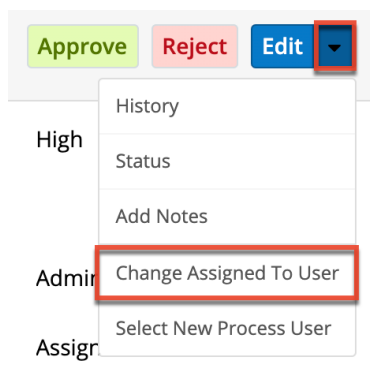 Approve Reject Edit
History
High
Status
Add Notes
Change Assigned To User
Select New Process User